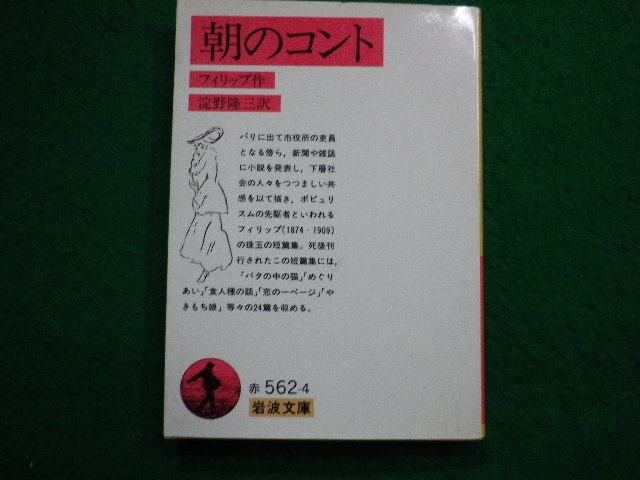 朝のコント
フィリップ作
淀野隆三訳
パリに出て市役所の吏員
となる傍ら，新聞や雑誌
に小説を発表し，下層社
会の人々をつつましい共
感を以て描き，ポピュリ
スムの先駆者といわれる
フィリップ(1874‐1909)
の珠玉の短篇集。死後刊
行されたこの短篇集には，
「バタの中の猫」「めぐり
あい」「食人種の話」「恋の一ページ」「や
きもち娘」等々の24篇を収める。
赤 562-4
岩波文庫